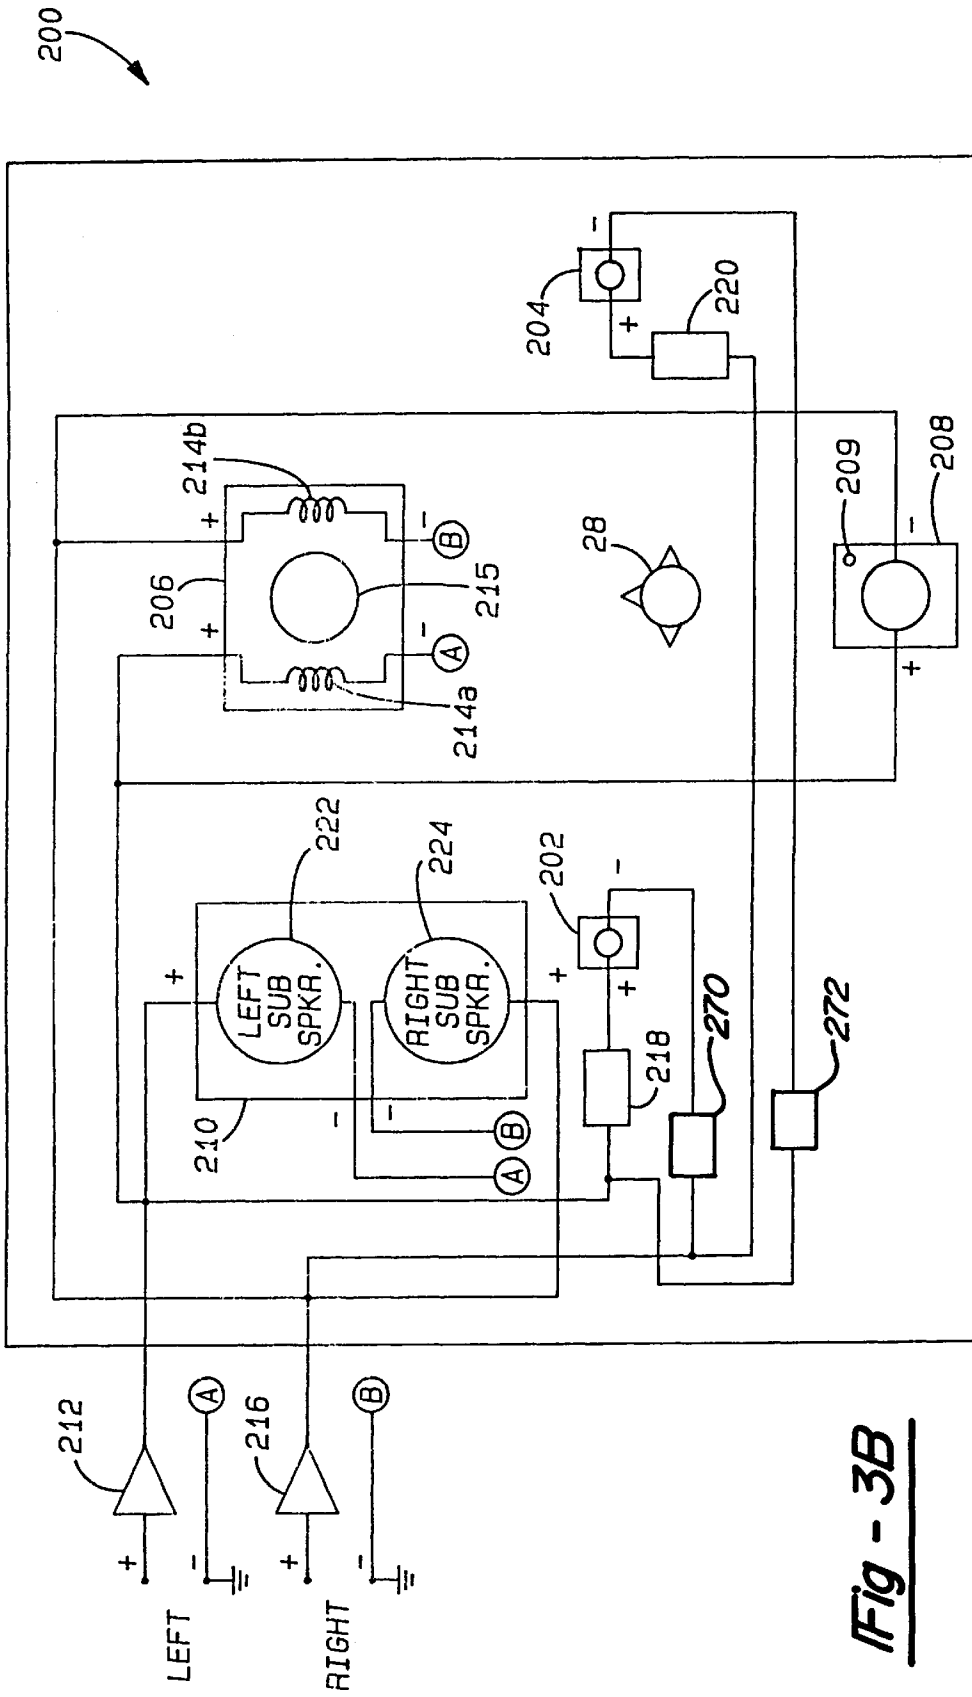 200
LEFT
+
-
212
A
RIGHT
+
-
216
B
210
+
LEFT
SUB
SPKR.
222
-
-
RIGHT
SUB
SPKR.
224
+
A
B
206
+
+
214a
214b
215
-
-
A
B
202
+
-
218
270
272
28
204
+
-
220
209
208
+
-
Fig - 3B